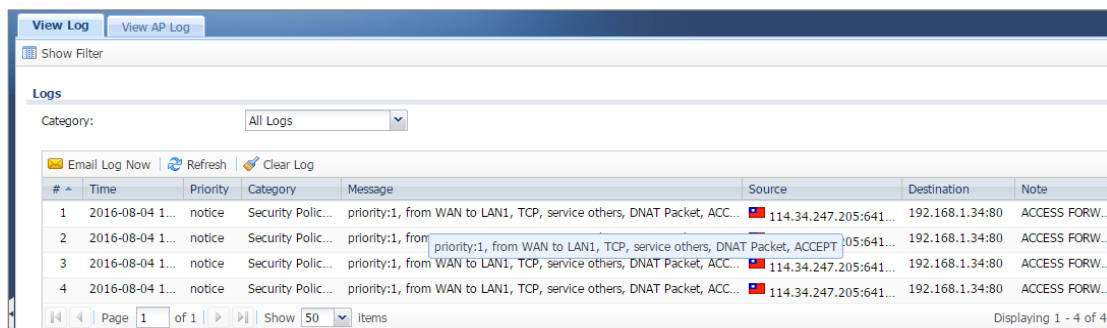 View Log View AP Log
Show Filter
Logs
Category: All Logs
Email Log Now Refresh Clear Log
# Time Priority Category Message Source Destination Note
1 2016-08-04 1... notice Security Polic... priority:1, from WAN to LAN1, TCP, service others, DNAT Packet, ACC... 114.34.247.205:641... 192.168.1.34:80 ACCESS FORW...
2 2016-08-04 1... notice Security Polic... priority:1, from 05:641... 192.168.1.34:80 ACCESS FORW...
priority:1, from WAN to LAN1, TCP, service others, DNAT Packet, ACCEPT
3 2016-08-04 1... notice Security Polic... priority:1, from WAN to LAN1, TCP, service others, DNAT Packet, ACC... 114.34.247.205:641... 192.168.1.34:80 ACCESS FORW...
4 2016-08-04 1... notice Security Polic... priority:1, from WAN to LAN1, TCP, service others, DNAT Packet, ACC... 114.34.247.205:641... 192.168.1.34:80 ACCESS FORW...
Page 1 of 1 Show 50 items Displaying 1 - 4 of 4